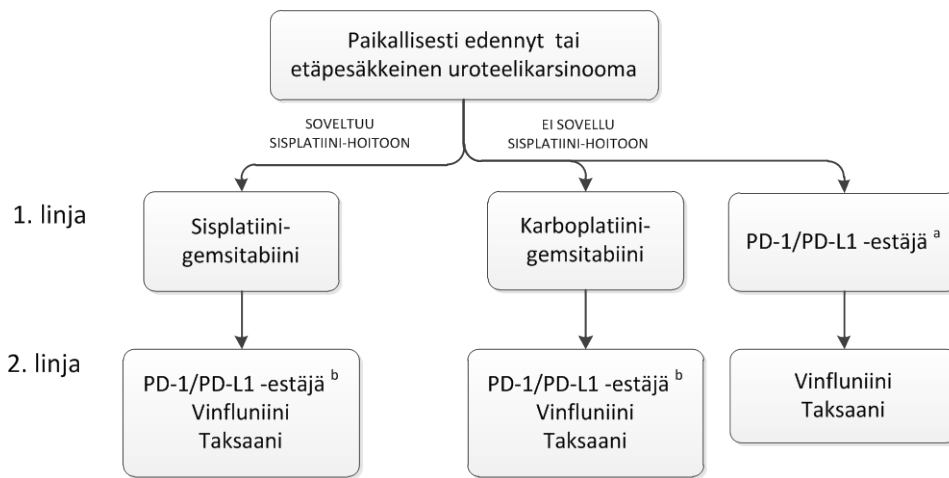 Paikallisesti edennyt tai
etäpesäkkeinen uroteelikarsinooma
SOVELTUU
SISPLATIINI-HOITOON
EI SOVELLU
SISPLATIINI-HOITOON
1. linja
Sisplatiini-
gemsitabiini
Karboplatiini-
gemsitabiini
PD-1/PD-L1 -estäjä a
2. linja
PD-1/PD-L1 -estäjä b
Vinfluniini
Taksaani
PD-1/PD-L1 -estäjä b
Vinfluniini
Taksaani
Vinfluniini
Taksaani